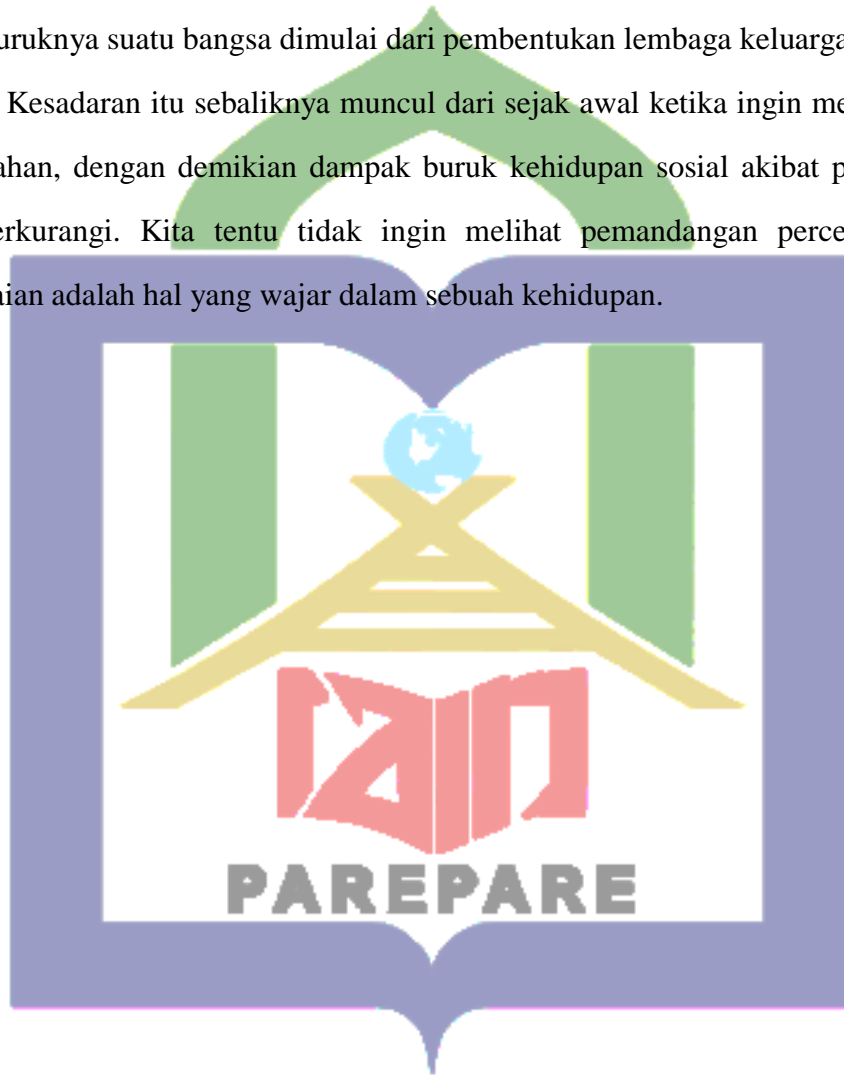 uruknya suatu bangsa dimulai dari pembentukan lembaga keluarga
Kesadaran itu sebaliknya muncul dari sejak awal ketika ingin me
ahan, dengan demikian dampak buruk kehidupan sosial akibat p
erkurangi. Kita tentu tidak ingin melihat pemandangan perce
aian adalah hal yang wajar dalam sebuah kehidupan.
iain
PAREPARE